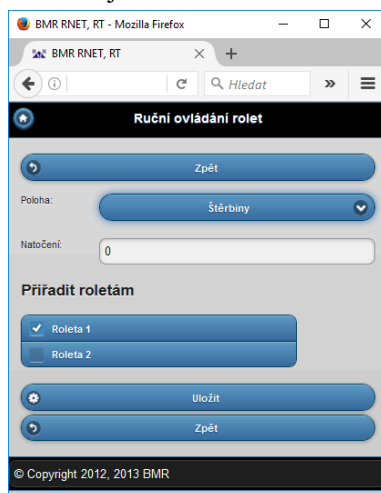 BMR RNET, RT - Mozilla Firefox
BMR RNET, RT
Hledat
Ruční ovládání rolet
Zpět
Poloha:
Štěrbiny
Natočení:
0
Přiřadit roletám
Roleta 1
Roleta 2
Uložit
Zpět
© Copyright 2012, 2013 BMR